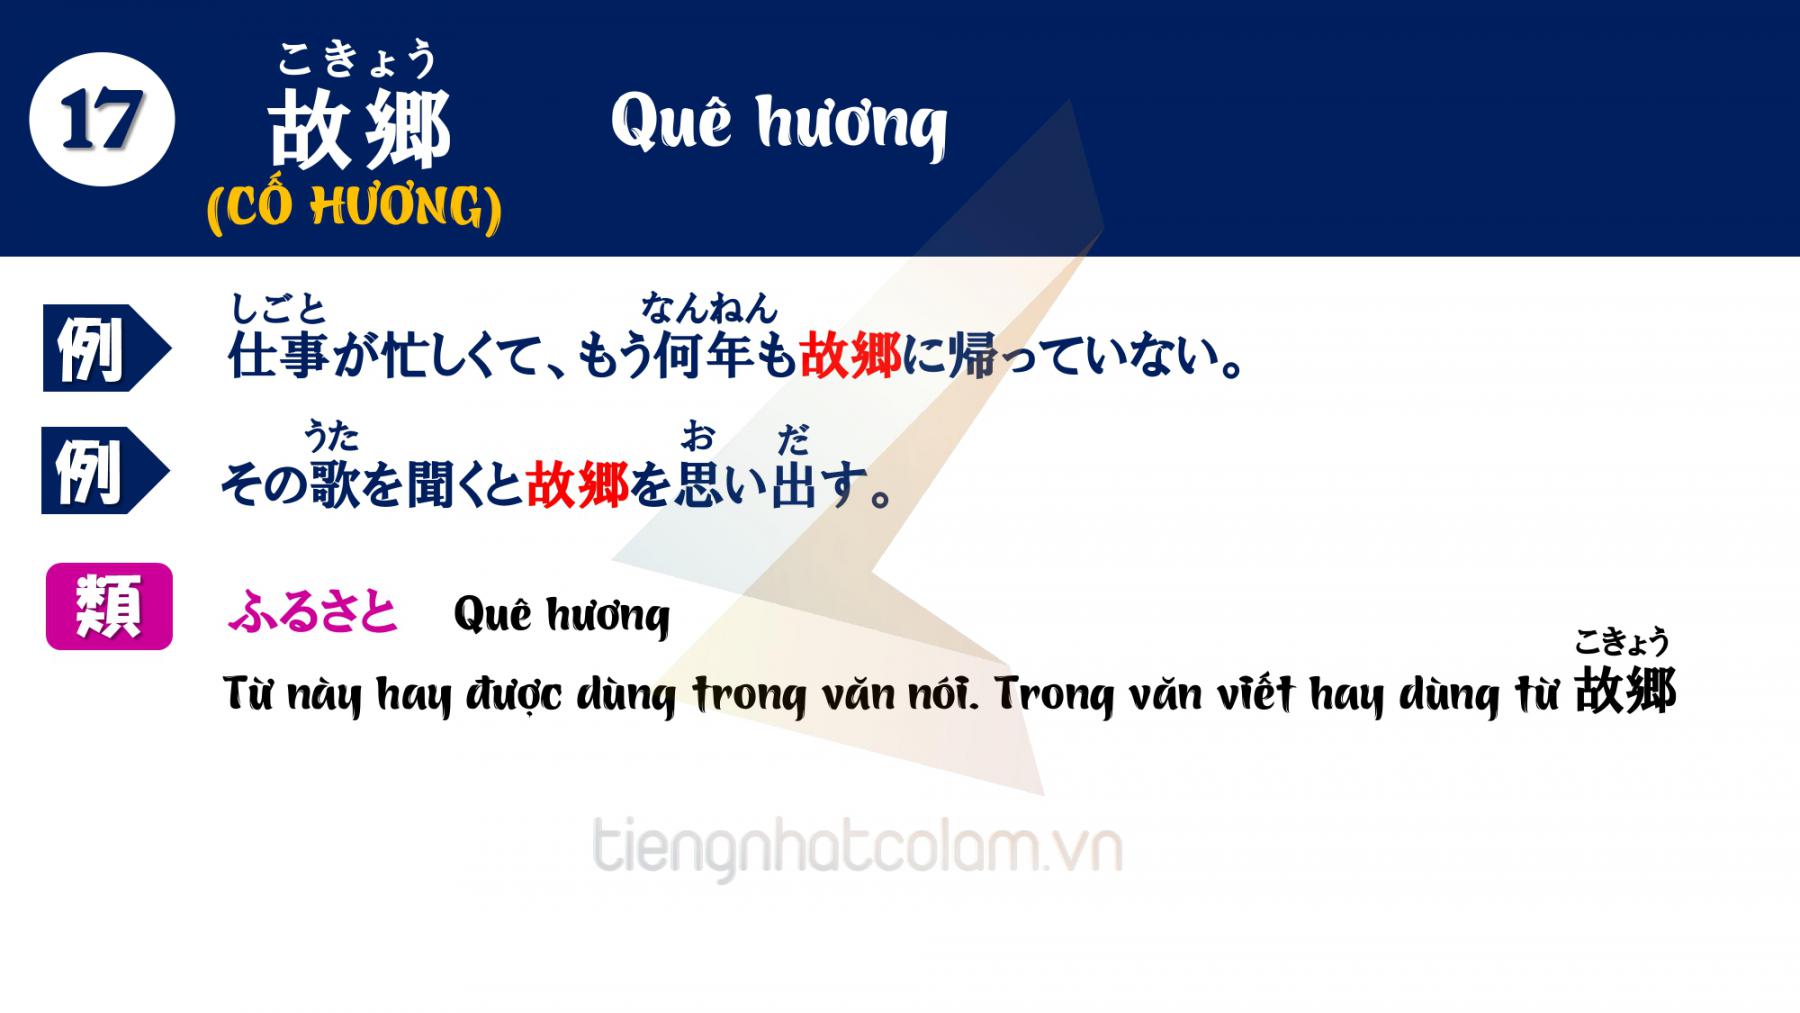 17
こきょう
故郷
(CỐ HƯƠNG)
Quê hương
例
しごと なんねん
仕事が忙しくて、もう何年も故郷に帰っていない。
例
うた お だ
その歌を聞くと故郷を思い出す。
類
ふるさと Quê hương
こきょう
Từ này hay được dùng trong văn nói. Trong văn viết hay dùng từ 故郷
tiengnhatcolam.vn